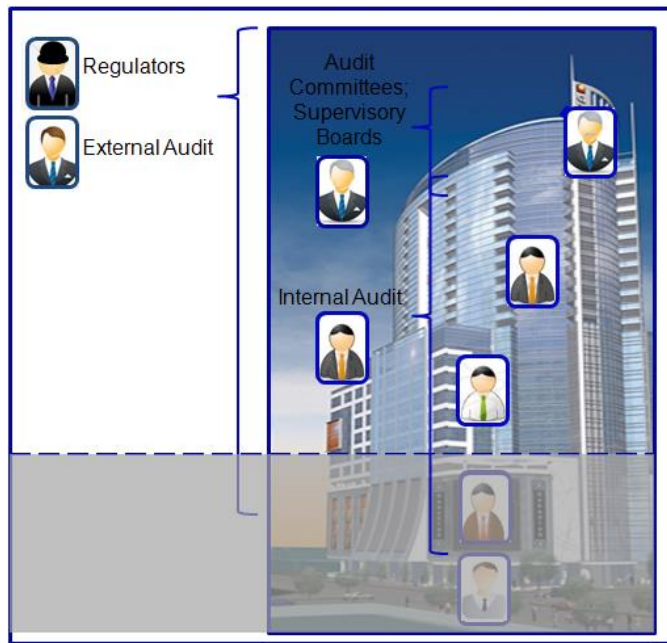 Regulators
External Audit
Audit
Committees;
Supervisory
Boards
Internal Audit;